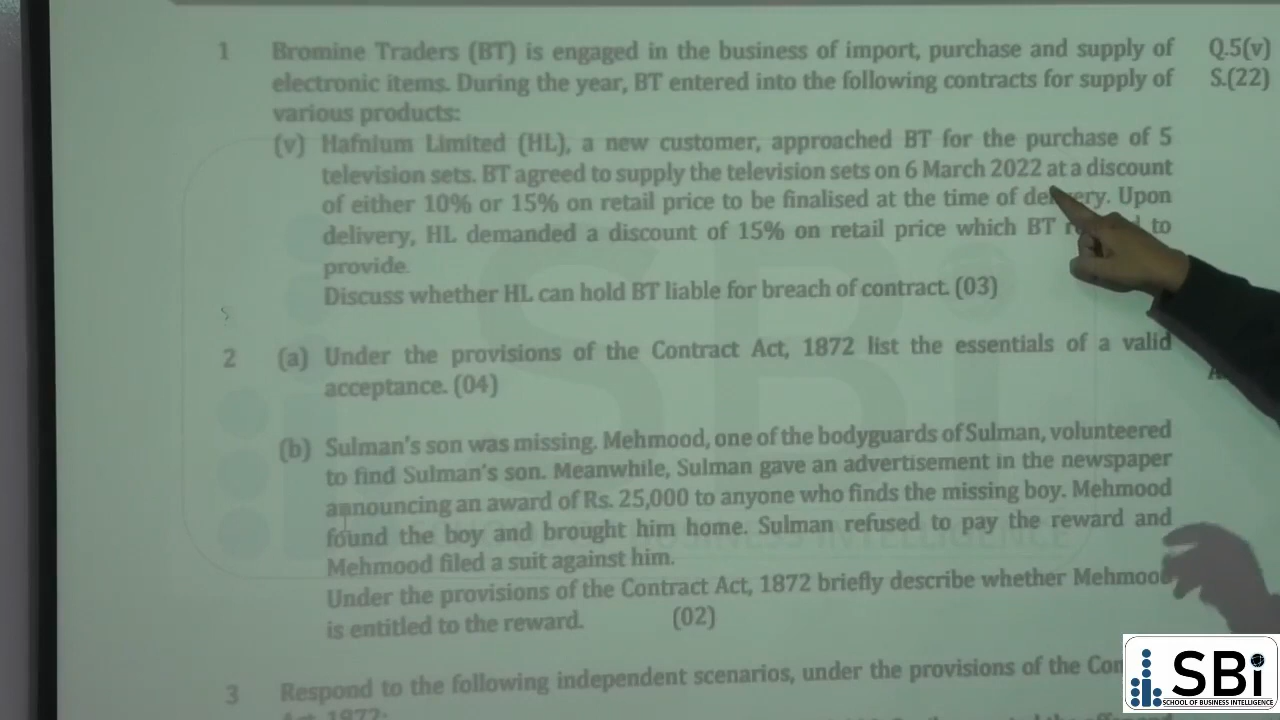 1 Bromine Traders (BT) is engaged in the business of import, purchase and supply of Q.5(v)
electronic items. During the year, BT entered into the following contracts for supply of S.(22)
various products:
(v) Hafnium Limited (HL), a new customer, approached BT for the purchase of 5
television sets. BT agreed to supply the television sets on 6 March 2022 at a discount
of either 10% or 15% on retail price to be finalised at the time of delivery. Upon
delivery, HL demanded a discount of 15% on retail price which BT to
provide.
Discuss whether HL can hold BT liable for breach of contract. (03)
2 (a) Under the provisions of the Contract Act, 1872 list the essentials of a valid
acceptance. (04)
(b) Sulman's son was missing. Mehmood, one of the bodyguards of Sulman, volunteered
to find Sulman's son. Meanwhile, Sulman gave an advertisement in the newspaper
announcing an award of Rs. 25,000 to anyone who finds the missing boy. Mehmood
found the boy and brought him home. Sulman refused to pay the reward and
Mehmood filed a suit against him.
Under the provisions of the Contract Act, 1872 briefly describe whether Mehmood
is entitled to the reward. (02)
3 Respond to the following independent scenarios, under the provisions of the
Act, 1872:
SBi
SCHOOL OF BUSINESS INTELLIGENCE